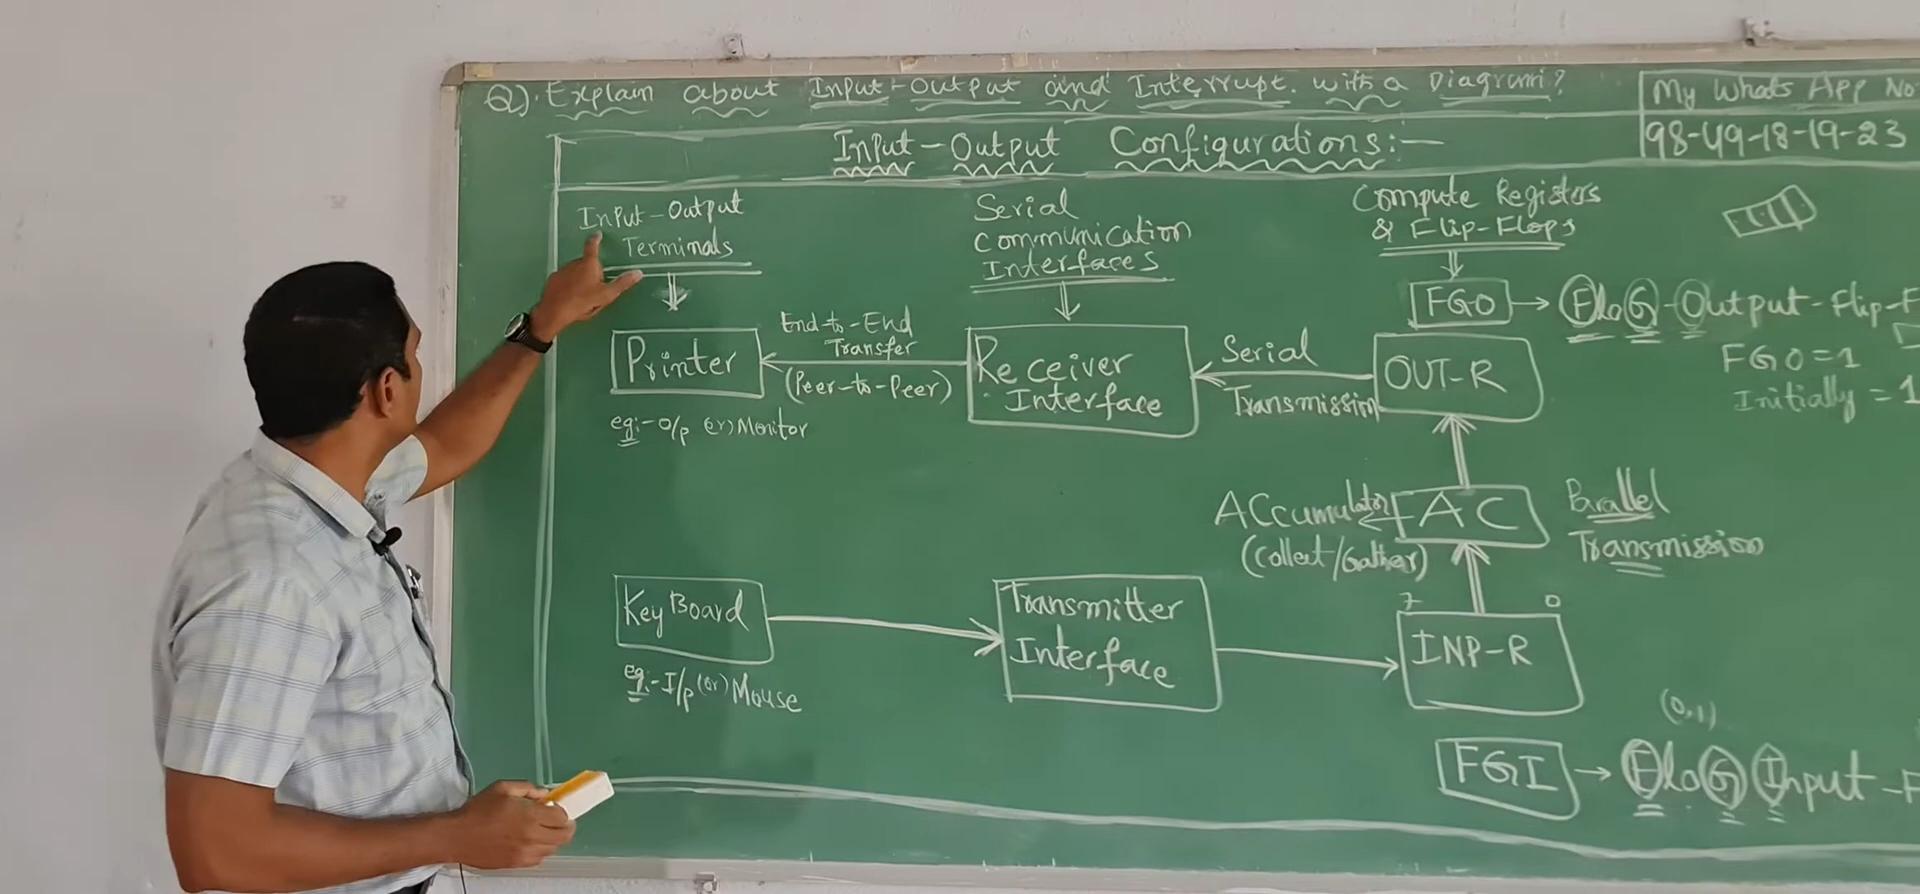 Q). Explain about Input-Output and Interrupt. with a Diagram?
My Whats App No
98-49-18-19-23
Input-Output Configurations:-
Input-Output
Terminals
Serial
Communication
Interfaces
Compute Registers
& Flip-Flops
FGO
FlaG-Output-Flip-F
FGO=1
Initially = 1
Printer
End-to-End
Transfer
(Peer-to-Peer)
Receiver
Interface
Serial
Transmission
OUT-R
eg:- O/p (or) Monitor
ACcumulator
(Collect/Gather)
AC
Parallel
Transmission
KeyBoard
Transmitter
Interface
7 0
INP-R
eg:- I/p (or) Mouse
(0,1)
FGI
FlaG Input-F